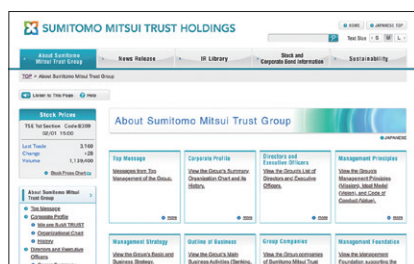 SUMITOMO MITSUI TRUST HOLDINGS
HOME
JAPANESE TOP
Text Size S M L
About Sumitomo
Mitsui Trust Group
News Release
IR Library
Stock and
Corporate Bond Information
Sustainability
TOP > About Sumitomo Mitsui Trust Group
Listen to This Page
Help
Stock Prices
TSE 1st Section Code:8309
02/01 15:00
Last Trade 3,160
Change +28
Volume 1,139,400
Stock Price Chart
About Sumitomo Mitsui
Trust Group
Top Message
Corporate Profile
We are SuMi TRUST
Organizational Chart
History
Directors and Executive
Officers
About Sumitomo Mitsui Trust Group
JAPANESE
Top Message
Messages from Top
Management of the Group.
more
Corporate Profile
View the Group's Summary,
Organization Chart and its
History.
more
Directors and
Executive Officers
View the Group's List of
Directors and Executive
Officers.
more
Management Principles
View the Group's
Management Principles
(Mission), Ideal Model
(Vision), and Code of
Conduct (Value).
more
Management Strategy
View the Group's Basic and
Business Strategy.
Outline of Business
View the Group's Main
Business Activities (Banking,
Group Companies
View the Group companies
of Sumitomo Mitsui Trust
Management Foundation
View the Management
Foundation supporting the